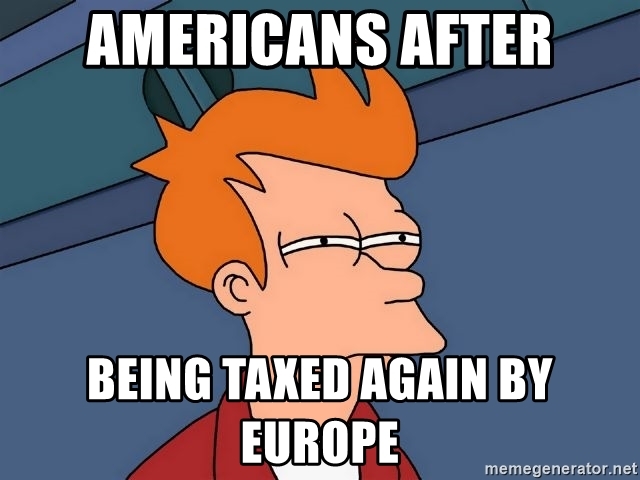 AMERICANS AFTER
BEING TAXED AGAIN BY
EUROPE
memegenerator.net